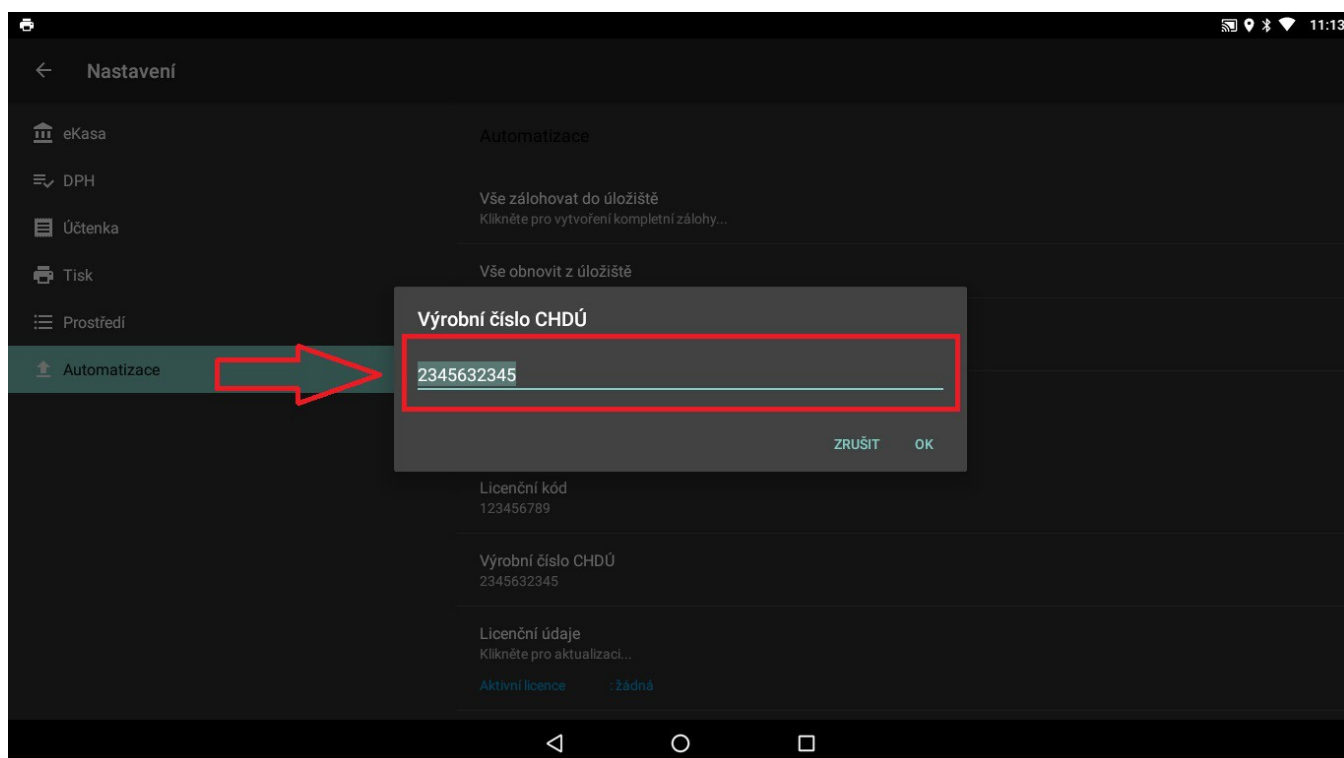 11:13
Nastavení
eKasa
DPH
Účtenka
Tisk
Prostředí
Automatizace
Automatizace
Vše zálohovat do úložiště
Klikněte pro vytvoření kompletní zálohy...
Vše obnovit z úložiště
Výrobní číslo CHDÚ
2345632345
ZRUŠIT OK
Licenční kód
123456789
Výrobní číslo CHDÚ
2345632345
Licenční údaje
Klikněte pro aktualizaci...
Aktivní licence : žádná